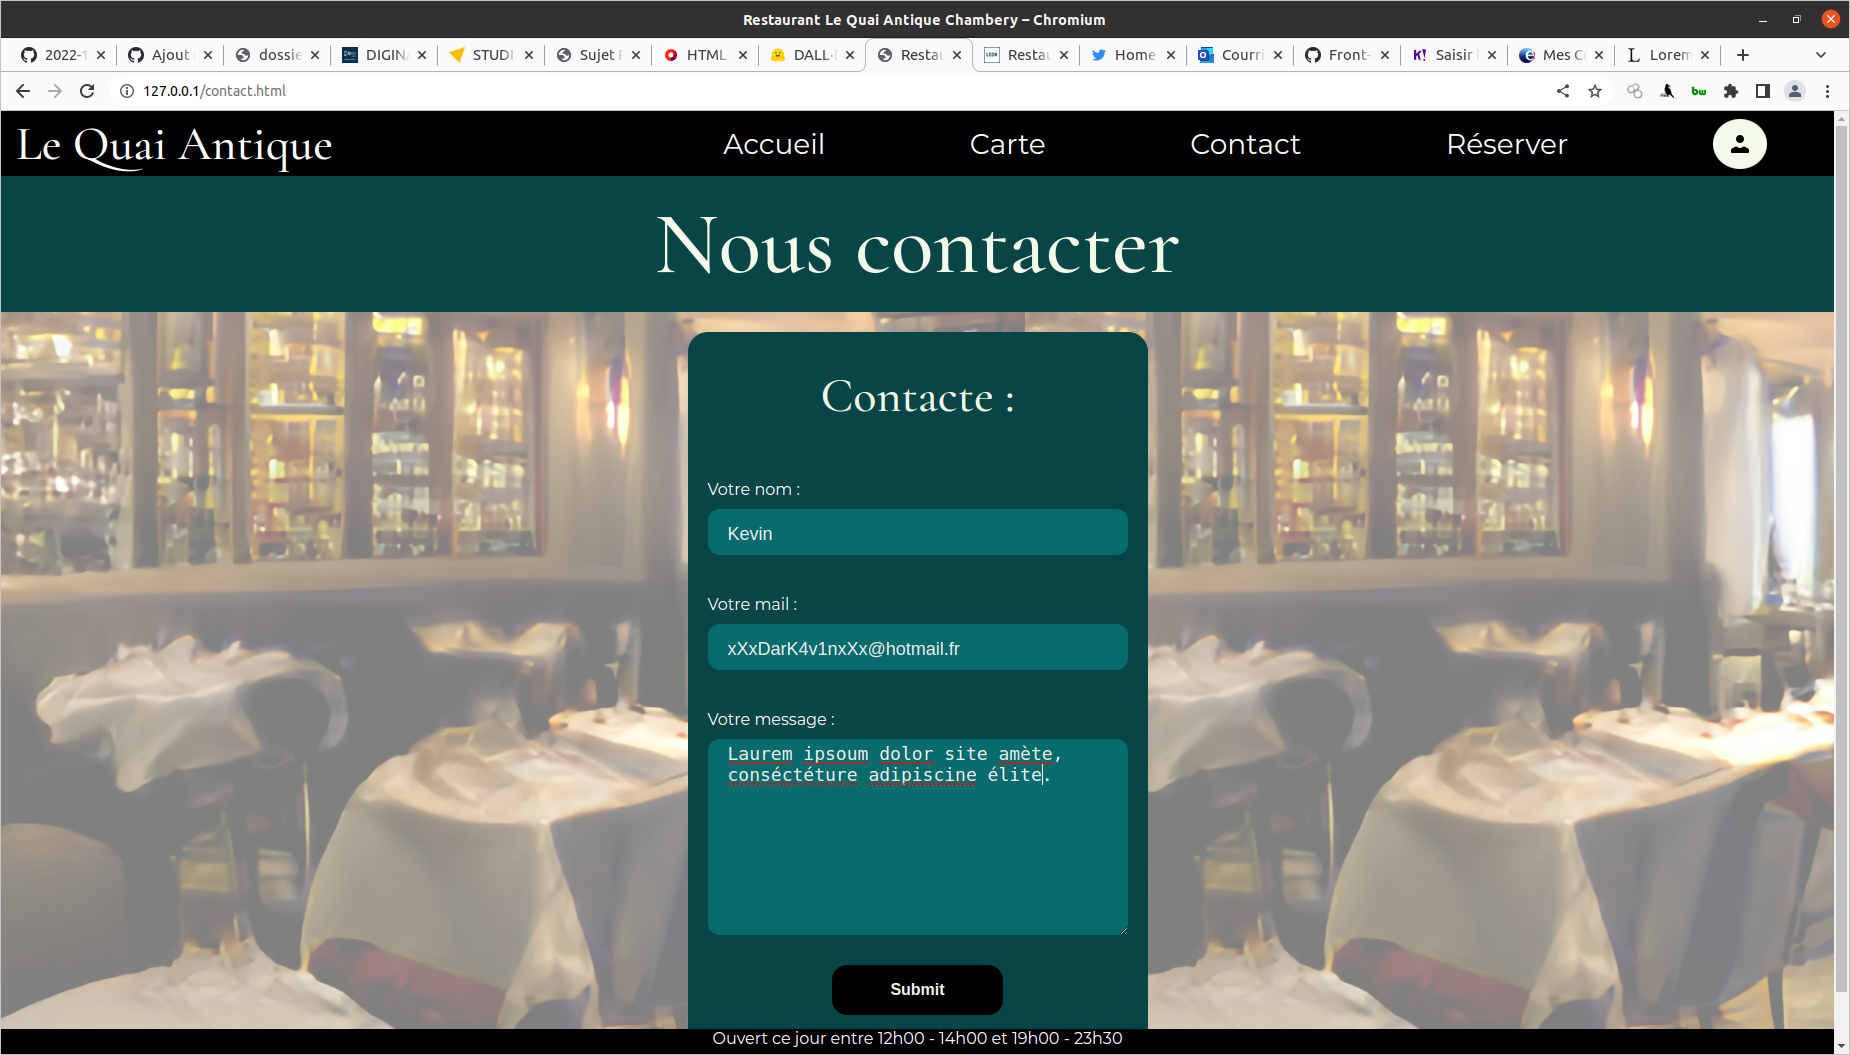 Restaurant Le Quai Antique Chambery – Chromium
2022-1
Ajout
dossie
DIGIN
STUDI
Sujet
HTML
DALL·
Restau
Restau
Home
Courri
Front-
Saisir
Mes C
Lorem
127.0.0.1/contact.html
Le Quai Antique
Accueil
Carte
Contact
Réserver
Nous contacter
Contacte :
Votre nom :
Kevin
Votre mail :
xXxDarK4v1nxXx@hotmail.fr
Votre message :
Laurem ipsoum dolor site amète,
conséctéture adipiscine élite.
Submit
Ouvert ce jour entre 12h00 - 14h00 et 19h00 - 23h30